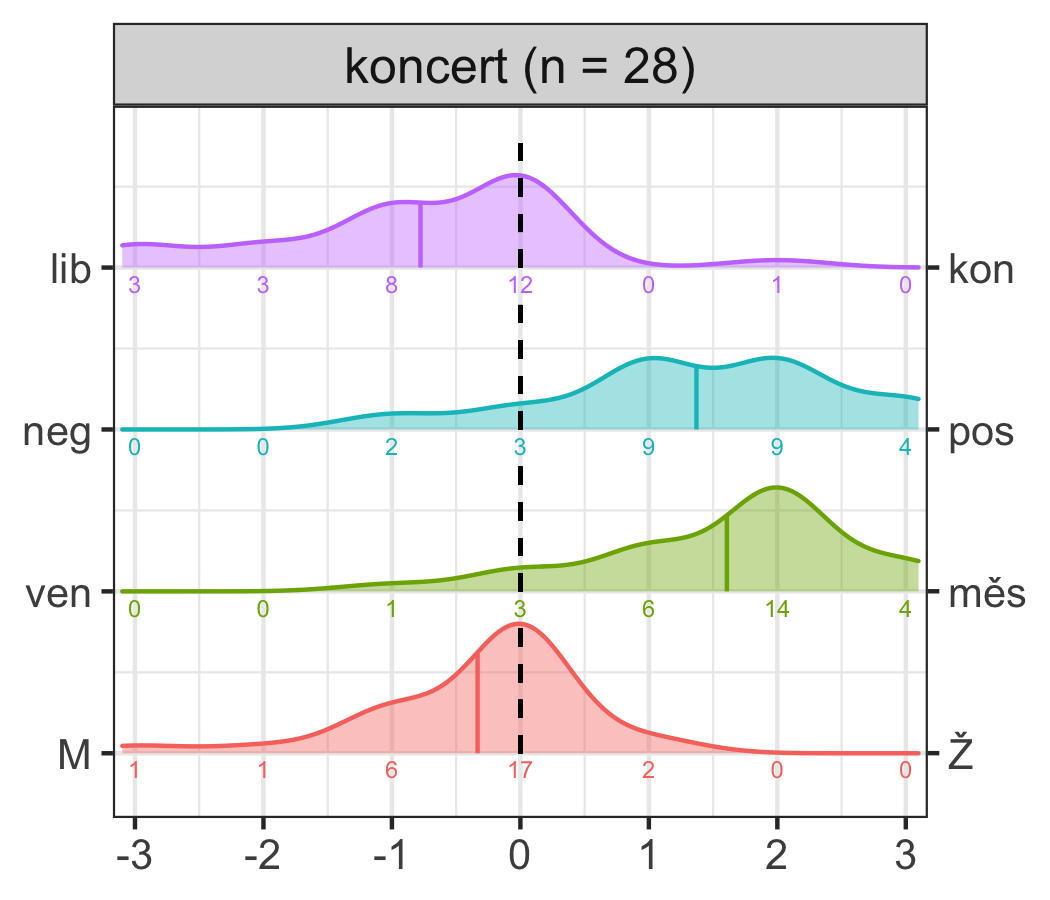 koncert (n = 28)
lib kon
3 3 8 12 0 1 0
neg pos
0 0 2 3 9 9 4
ven měs
0 0 1 3 6 14 4
M Ž
1 1 6 17 2 0 0
-3 -2 -1 0 1 2 3